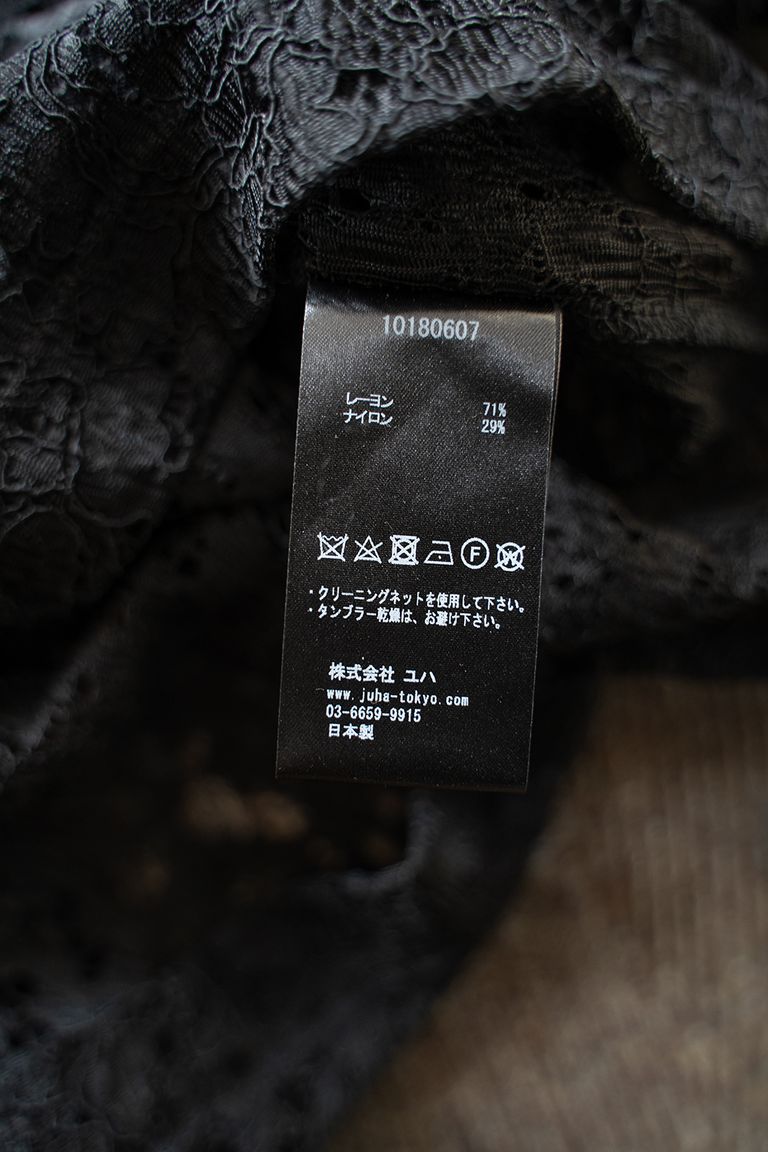 10180607
レーヨン 71%
ナイロン 29%
F W
・クリーニングネットを使用して下さい。
・タンブラー乾燥は、お避け下さい。
株式会社 ユハ
www.juha-tokyo.com
03-6659-9915
日本製